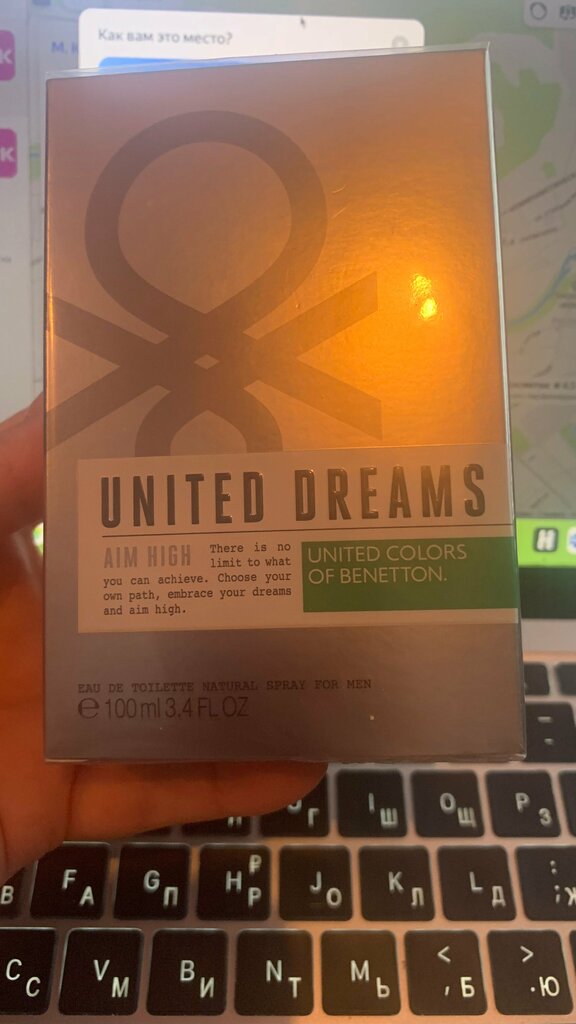 Как вам это место?
UNITED DREAMS
AIM HIGH
There is no
limit to what
you can achieve. Choose your
own path, embrace your dreams
and aim high.
UNITED COLORS
OF BENETTON.
EAU DE TOILETTE NATURAL SPRAY FOR MEN
e 100 ml 3.4 FL OZ
Г I Ш O Щ P З
B F А G П H ₽ Р J О K Л L Д : ; Ж
C С V М B И N Т M Ь < , Б > . Ю